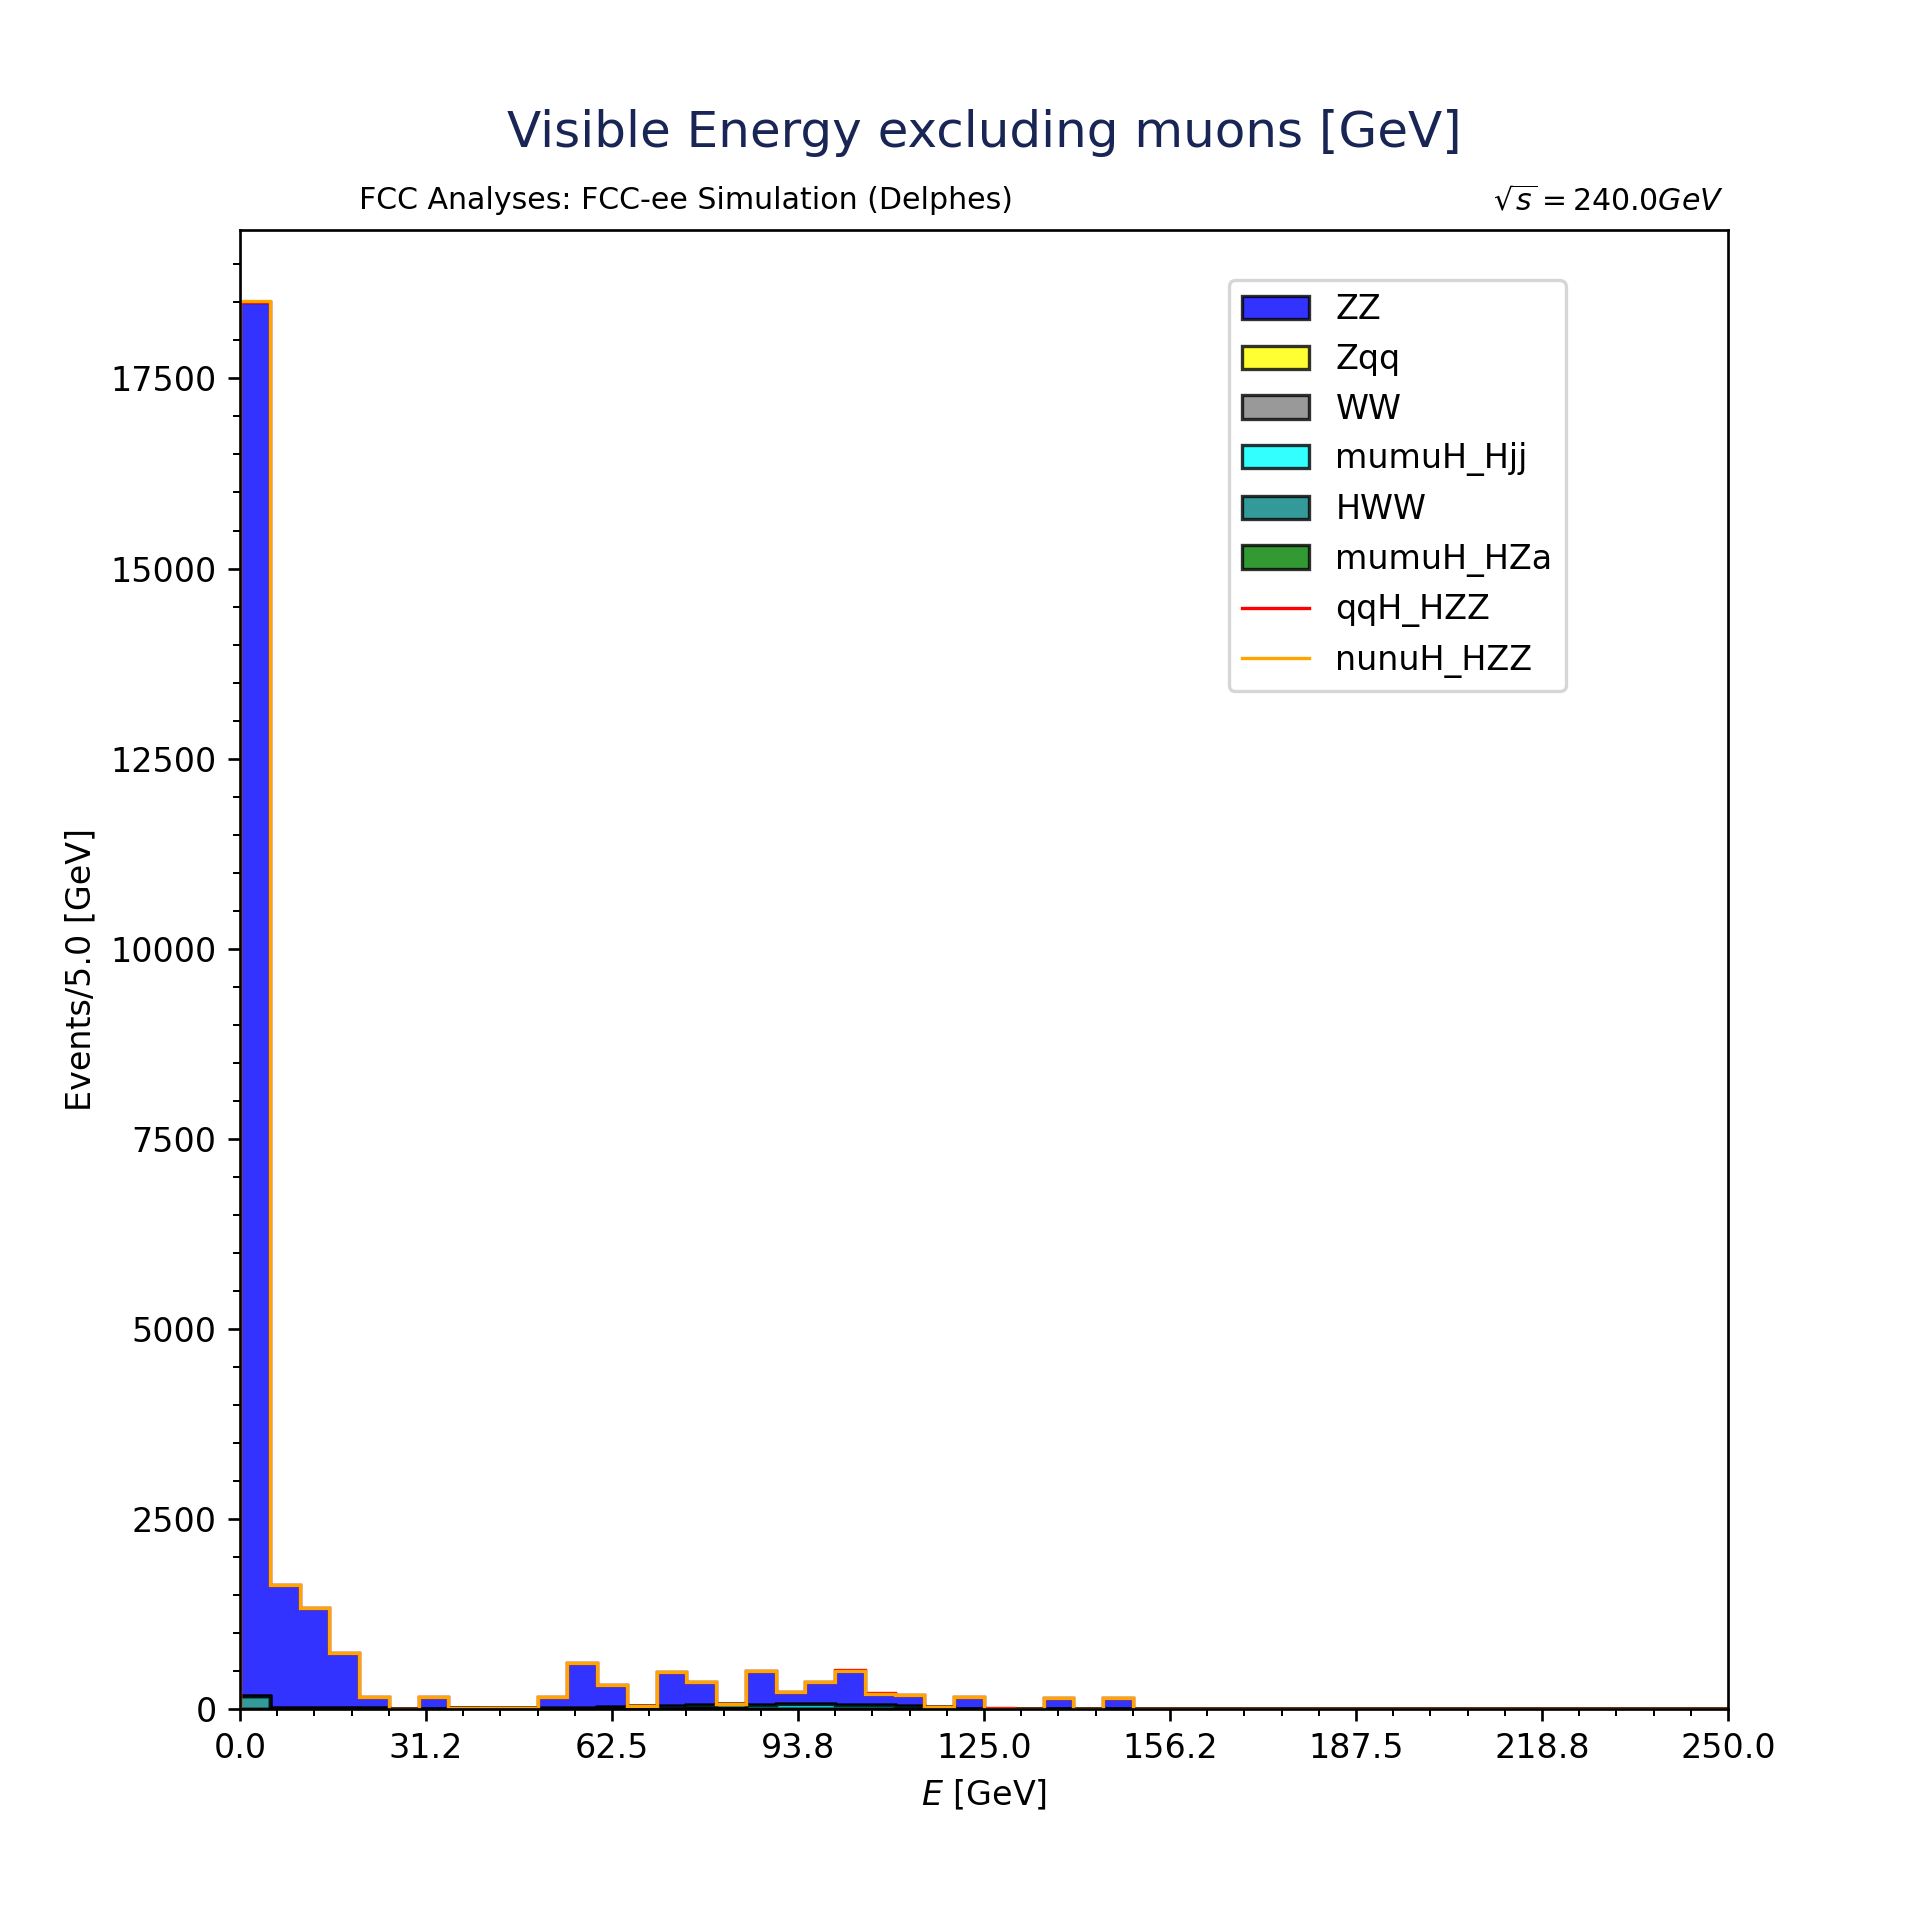 Visible Energy excluding muons [GeV]
FCC Analyses: FCC-ee Simulation (Delphes)
√s = 240.0GeV
ZZ
Zqq
WW
mumuH_Hjj
HWW
mumuH_HZa
qqH_HZZ
nunuH_HZZ
17500
15000
12500
10000
7500
5000
2500
0
Events/5.0 [GeV]
0.0 31.2 62.5 93.8 125.0 156.2 187.5 218.8 250.0
E [GeV]